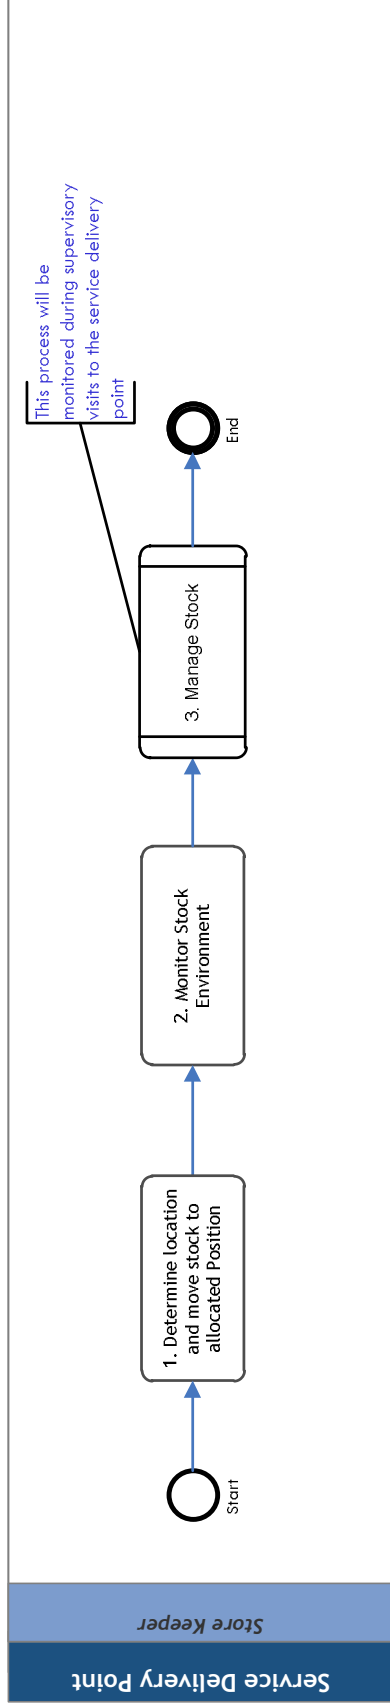 Service Delivery Point
Store Keeper
Start
1. Determine location
and move stock to
allocated Position
2. Monitor Stock
Environment
3. Manage Stock
End
This process will be
monitored during supervisory
visits to the service delivery
point